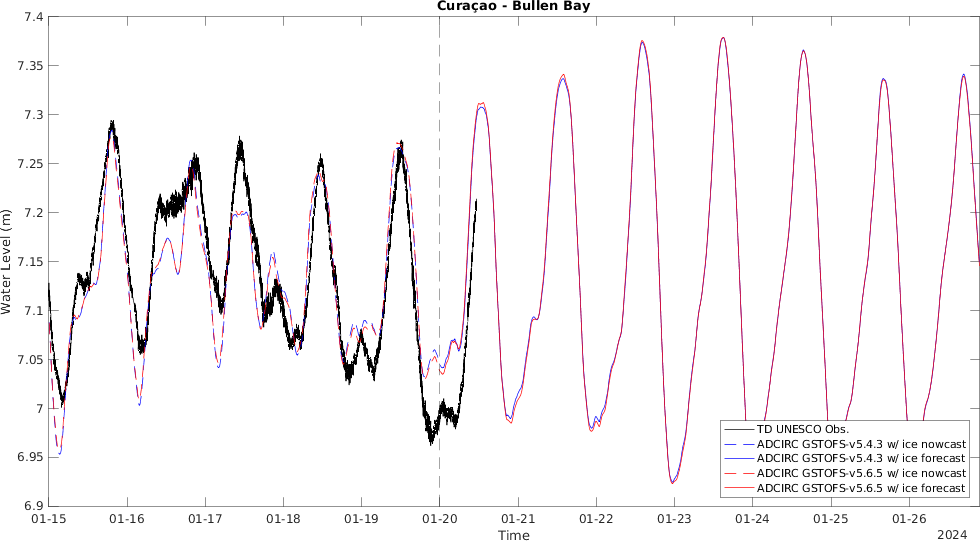 Curaçao - Bullen Bay
7.4
7.35
7.3
7.25
7.2
7.15
7.1
7.05
7
6.95
6.9
Water Level (m)
01-15 01-16 01-17 01-18 01-19 01-20 01-21 01-22 01-23 01-24 01-25 01-26
Time
2024
TD UNESCO Obs.
ADCIRC GSTOFS-v5.4.3 w/ ice nowcast
ADCIRC GSTOFS-v5.4.3 w/ ice forecast
ADCIRC GSTOFS-v5.6.5 w/ ice nowcast
ADCIRC GSTOFS-v5.6.5 w/ ice forecast